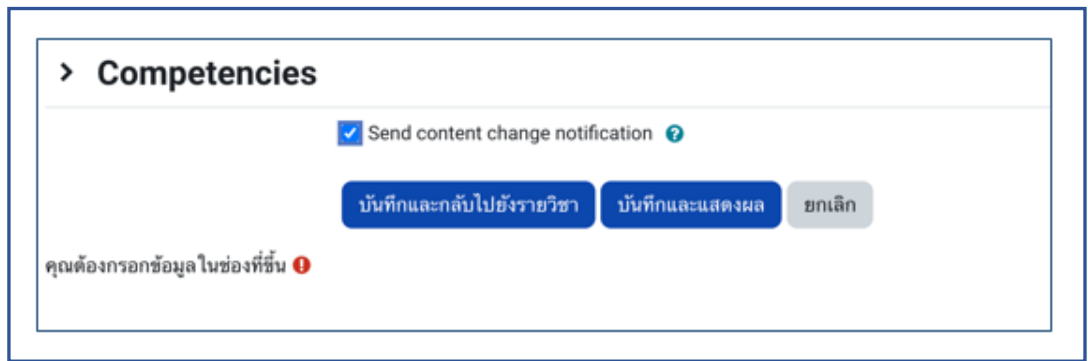 Competencies
Send content change notification
บันทึกและกลับไปยังรายวิชา บันทึกและแสดงผล ยกเลิก
คุณต้องกรอกข้อมูลในช่องที่ขึ้น